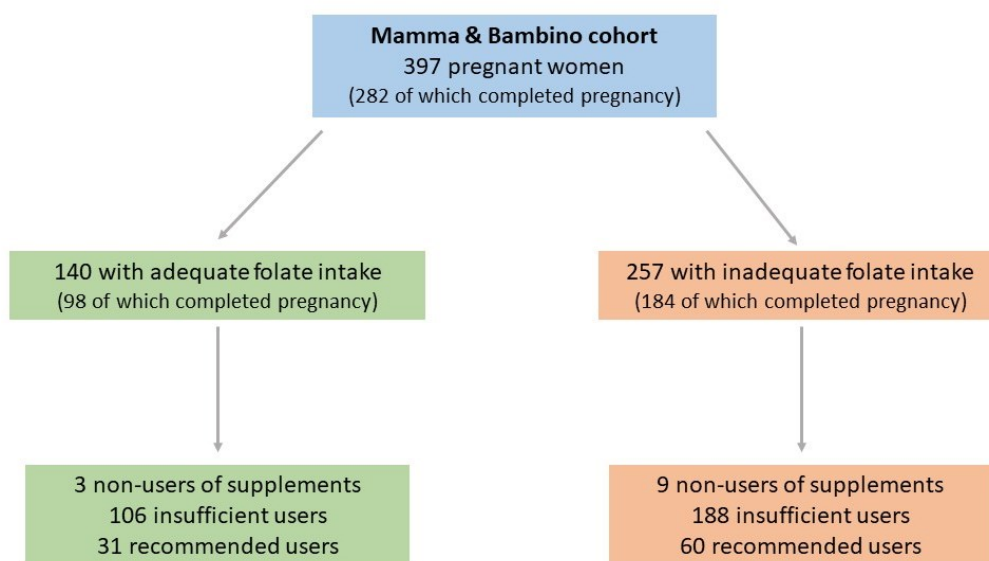 Mamma & Bambino cohort
397 pregnant women
(282 of which completed pregnancy)
140 with adequate folate intake
(98 of which completed pregnancy)
257 with inadequate folate intake
(184 of which completed pregnancy)
3 non-users of supplements
106 insufficient users
31 recommended users
9 non-users of supplements
188 insufficient users
60 recommended users